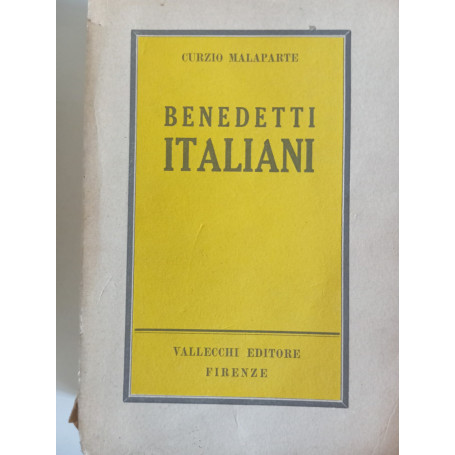 CURZIO MALAPARTE
BENEDETTI
ITALIANI
VALLECCHI EDITORE
FIRENZE